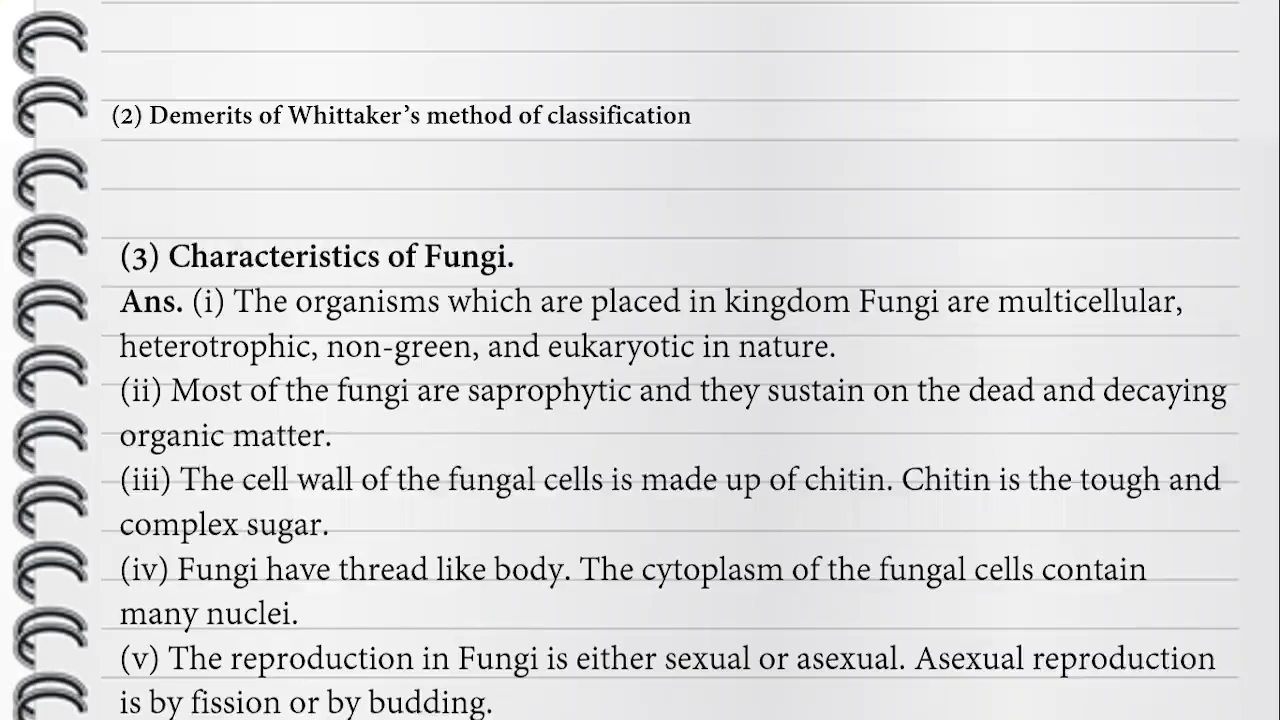 (2) Demerits of Whittaker’s method of classification
(3) Characteristics of Fungi.
Ans. (i) The organisms which are placed in kingdom Fungi are multicellular,
heterotrophic, non-green, and eukaryotic in nature.
(ii) Most of the fungi are saprophytic and they sustain on the dead and decaying
organic matter.
(iii) The cell wall of the fungal cells is made up of chitin. Chitin is the tough and
complex sugar.
(iv) Fungi have thread like body. The cytoplasm of the fungal cells contain
many nuclei.
(v) The reproduction in Fungi is either sexual or asexual. Asexual reproduction
is by fission or by budding.